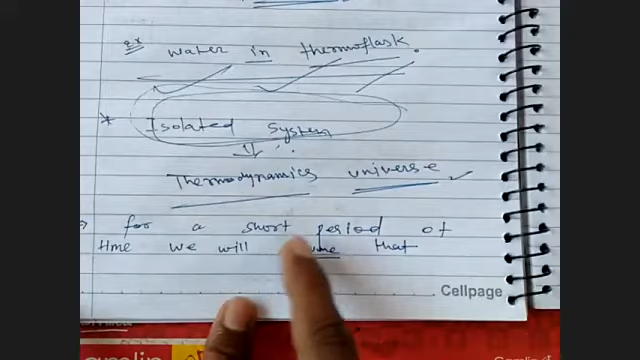 ex water in thermoflask.
* Isolated System
Thermodynamics universe
⇒ for a short period of
time we will that
Cellpage